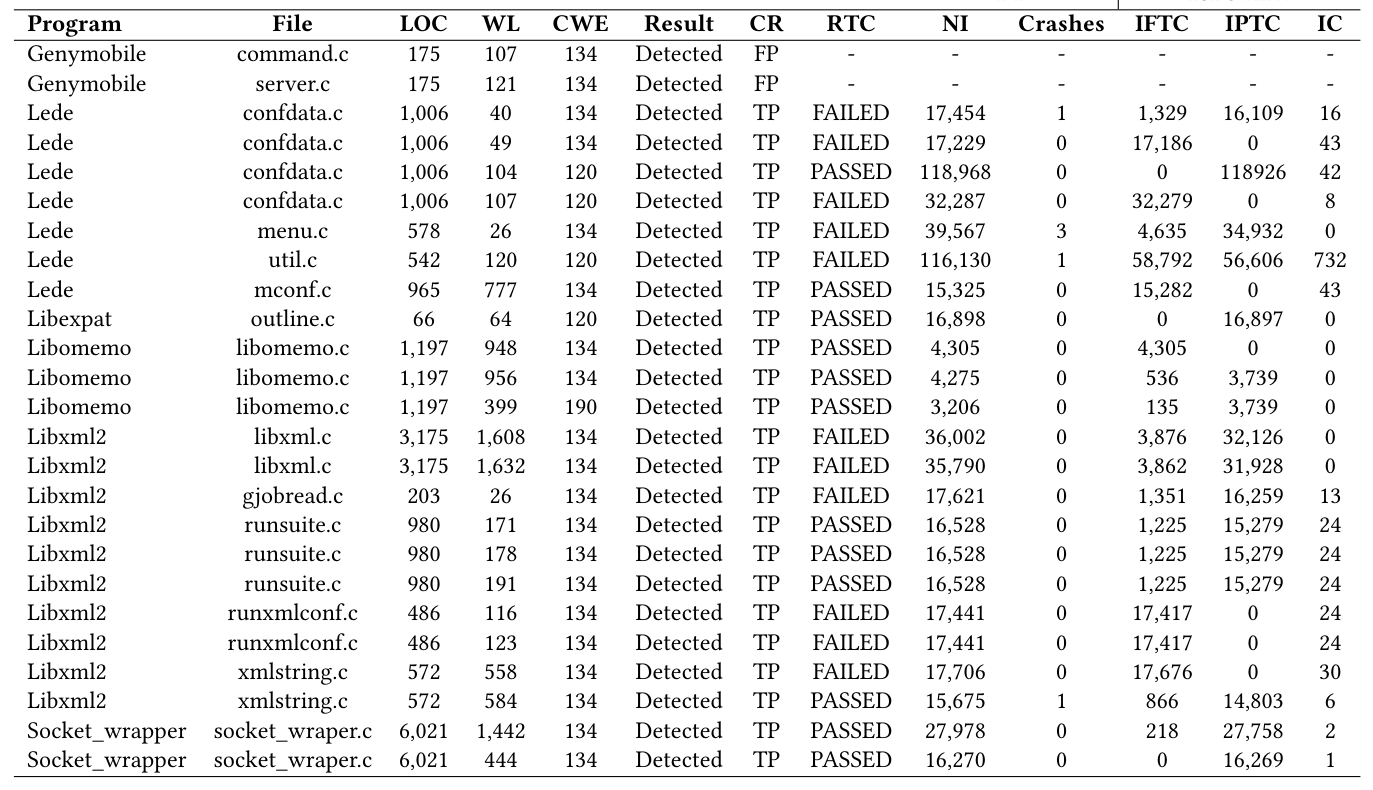 Program File LOC WL CWE Result CR RTC NI Crashes IFTC IPTC IC
Genymobile command.c 175 107 134 Detected FP - - - - - -
Genymobile server.c 175 121 134 Detected FP - - - - - -
Lede confdata.c 1,006 40 134 Detected TP FAILED 17,454 1 1,329 16,109 16
Lede confdata.c 1,006 49 134 Detected TP FAILED 17,229 0 17,186 0 43
Lede confdata.c 1,006 104 120 Detected TP PASSED 118,968 0 0 118926 42
Lede confdata.c 1,006 107 120 Detected TP FAILED 32,287 0 32,279 0 8
Lede menu.c 578 26 134 Detected TP FAILED 39,567 3 4,635 34,932 0
Lede util.c 542 120 120 Detected TP FAILED 116,130 1 58,792 56,606 732
Lede mconf.c 965 777 134 Detected TP PASSED 15,325 0 15,282 0 43
Libexpat outline.c 66 64 120 Detected TP PASSED 16,898 0 0 16,897 0
Libomemo libomemo.c 1,197 948 134 Detected TP PASSED 4,305 0 4,305 0 0
Libomemo libomemo.c 1,197 956 134 Detected TP PASSED 4,275 0 536 3,739 0
Libomemo libomemo.c 1,197 399 190 Detected TP PASSED 3,206 0 135 3,739 0
Libxml2 libxml.c 3,175 1,608 134 Detected TP FAILED 36,002 0 3,876 32,126 0
Libxml2 libxml.c 3,175 1,632 134 Detected TP FAILED 35,790 0 3,862 31,928 0
Libxml2 gjobread.c 203 26 134 Detected TP FAILED 17,621 0 1,351 16,259 13
Libxml2 runsuite.c 980 171 134 Detected TP PASSED 16,528 0 1,225 15,279 24
Libxml2 runsuite.c 980 178 134 Detected TP PASSED 16,528 0 1,225 15,279 24
Libxml2 runsuite.c 980 191 134 Detected TP PASSED 16,528 0 1,225 15,279 24
Libxml2 runxmlconf.c 486 116 134 Detected TP FAILED 17,441 0 17,417 0 24
Libxml2 runxmlconf.c 486 123 134 Detected TP FAILED 17,441 0 17,417 0 24
Libxml2 xmlstring.c 572 558 134 Detected TP FAILED 17,706 0 17,676 0 30
Libxml2 xmlstring.c 572 584 134 Detected TP PASSED 15,675 1 866 14,803 6
Socket_wrapper socket_wraper.c 6,021 1,442 134 Detected TP PASSED 27,978 0 218 27,758 2
Socket_wrapper socket_wraper.c 6,021 444 134 Detected TP PASSED 16,270 0 0 16,269 1